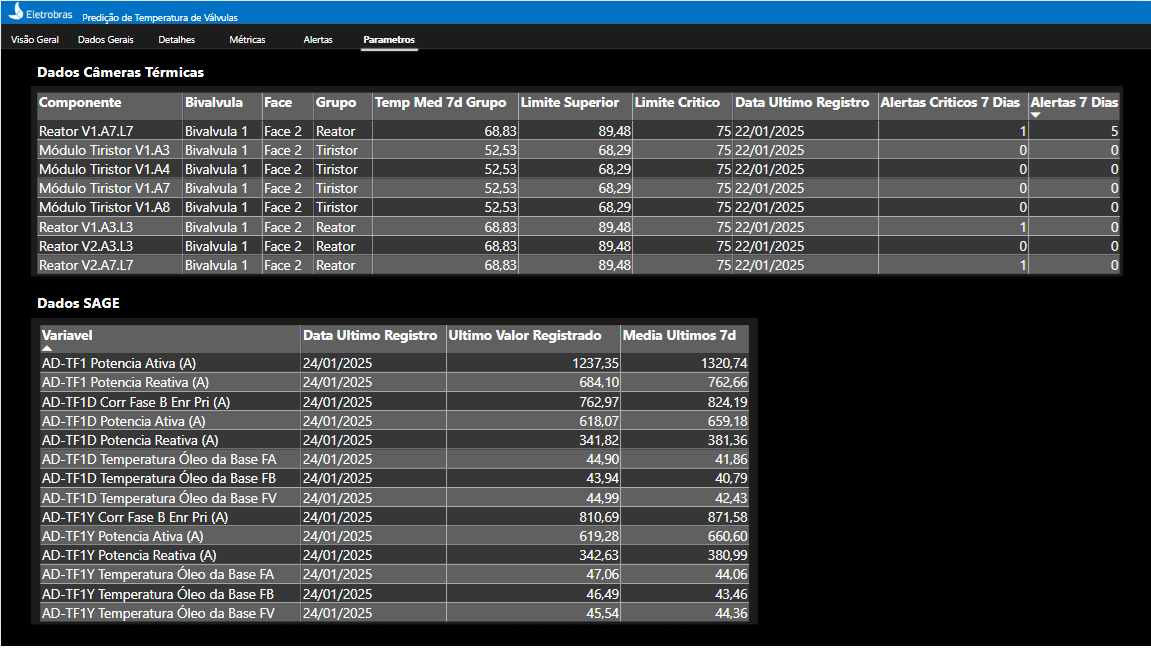 Eletrobras Predição de Temperatura de Válvulas
Visão Geral Dados Gerais Detalhes Métricas Alertas Parametros
Dados Câmeras Térmicas
Componente Bivalvula Face Grupo Temp Med 7d Grupo Limite Superior Limite Critico Data Ultimo Registro Alertas Criticos 7 Dias Alertas 7 Dias
Reator V1.A7.L7 Bivalvula 1 Face 2 Reator 68,83 89,48 75 22/01/2025 1 5
Módulo Tiristor V1.A3 Bivalvula 1 Face 2 Tiristor 52,53 68,29 75 22/01/2025 0 0
Módulo Tiristor V1.A4 Bivalvula 1 Face 2 Tiristor 52,53 68,29 75 22/01/2025 0 0
Módulo Tiristor V1.A7 Bivalvula 1 Face 2 Tiristor 52,53 68,29 75 22/01/2025 0 0
Módulo Tiristor V1.A8 Bivalvula 1 Face 2 Tiristor 52,53 68,29 75 22/01/2025 0 0
Reator V1.A3.L3 Bivalvula 1 Face 2 Reator 68,83 89,48 75 22/01/2025 1 0
Reator V2.A3.L3 Bivalvula 1 Face 2 Reator 68,83 89,48 75 22/01/2025 0 0
Reator V2.A7.L7 Bivalvula 1 Face 2 Reator 68,83 89,48 75 22/01/2025 1 0
Dados SAGE
Variavel Data Ultimo Registro Ultimo Valor Registrado Media Ultimos 7d
AD-TF1 Potencia Ativa (A) 24/01/2025 1237,35 1320,74
AD-TF1 Potencia Reativa (A) 24/01/2025 684,10 762,66
AD-TF1D Corr Fase B Enr Pri (A) 24/01/2025 762,97 824,19
AD-TF1D Potencia Ativa (A) 24/01/2025 618,07 659,18
AD-TF1D Potencia Reativa (A) 24/01/2025 341,82 381,36
AD-TF1D Temperatura Óleo da Base FA 24/01/2025 44,90 41,86
AD-TF1D Temperatura Óleo da Base FB 24/01/2025 43,94 40,79
AD-TF1D Temperatura Óleo da Base FV 24/01/2025 44,99 42,43
AD-TF1Y Corr Fase B Enr Pri (A) 24/01/2025 810,69 871,58
AD-TF1Y Potencia Ativa (A) 24/01/2025 619,28 660,60
AD-TF1Y Potencia Reativa (A) 24/01/2025 342,63 380,99
AD-TF1Y Temperatura Óleo da Base FA 24/01/2025 47,06 44,06
AD-TF1Y Temperatura Óleo da Base FB 24/01/2025 46,49 43,46
AD-TF1Y Temperatura Óleo da Base FV 24/01/2025 45,54 44,36